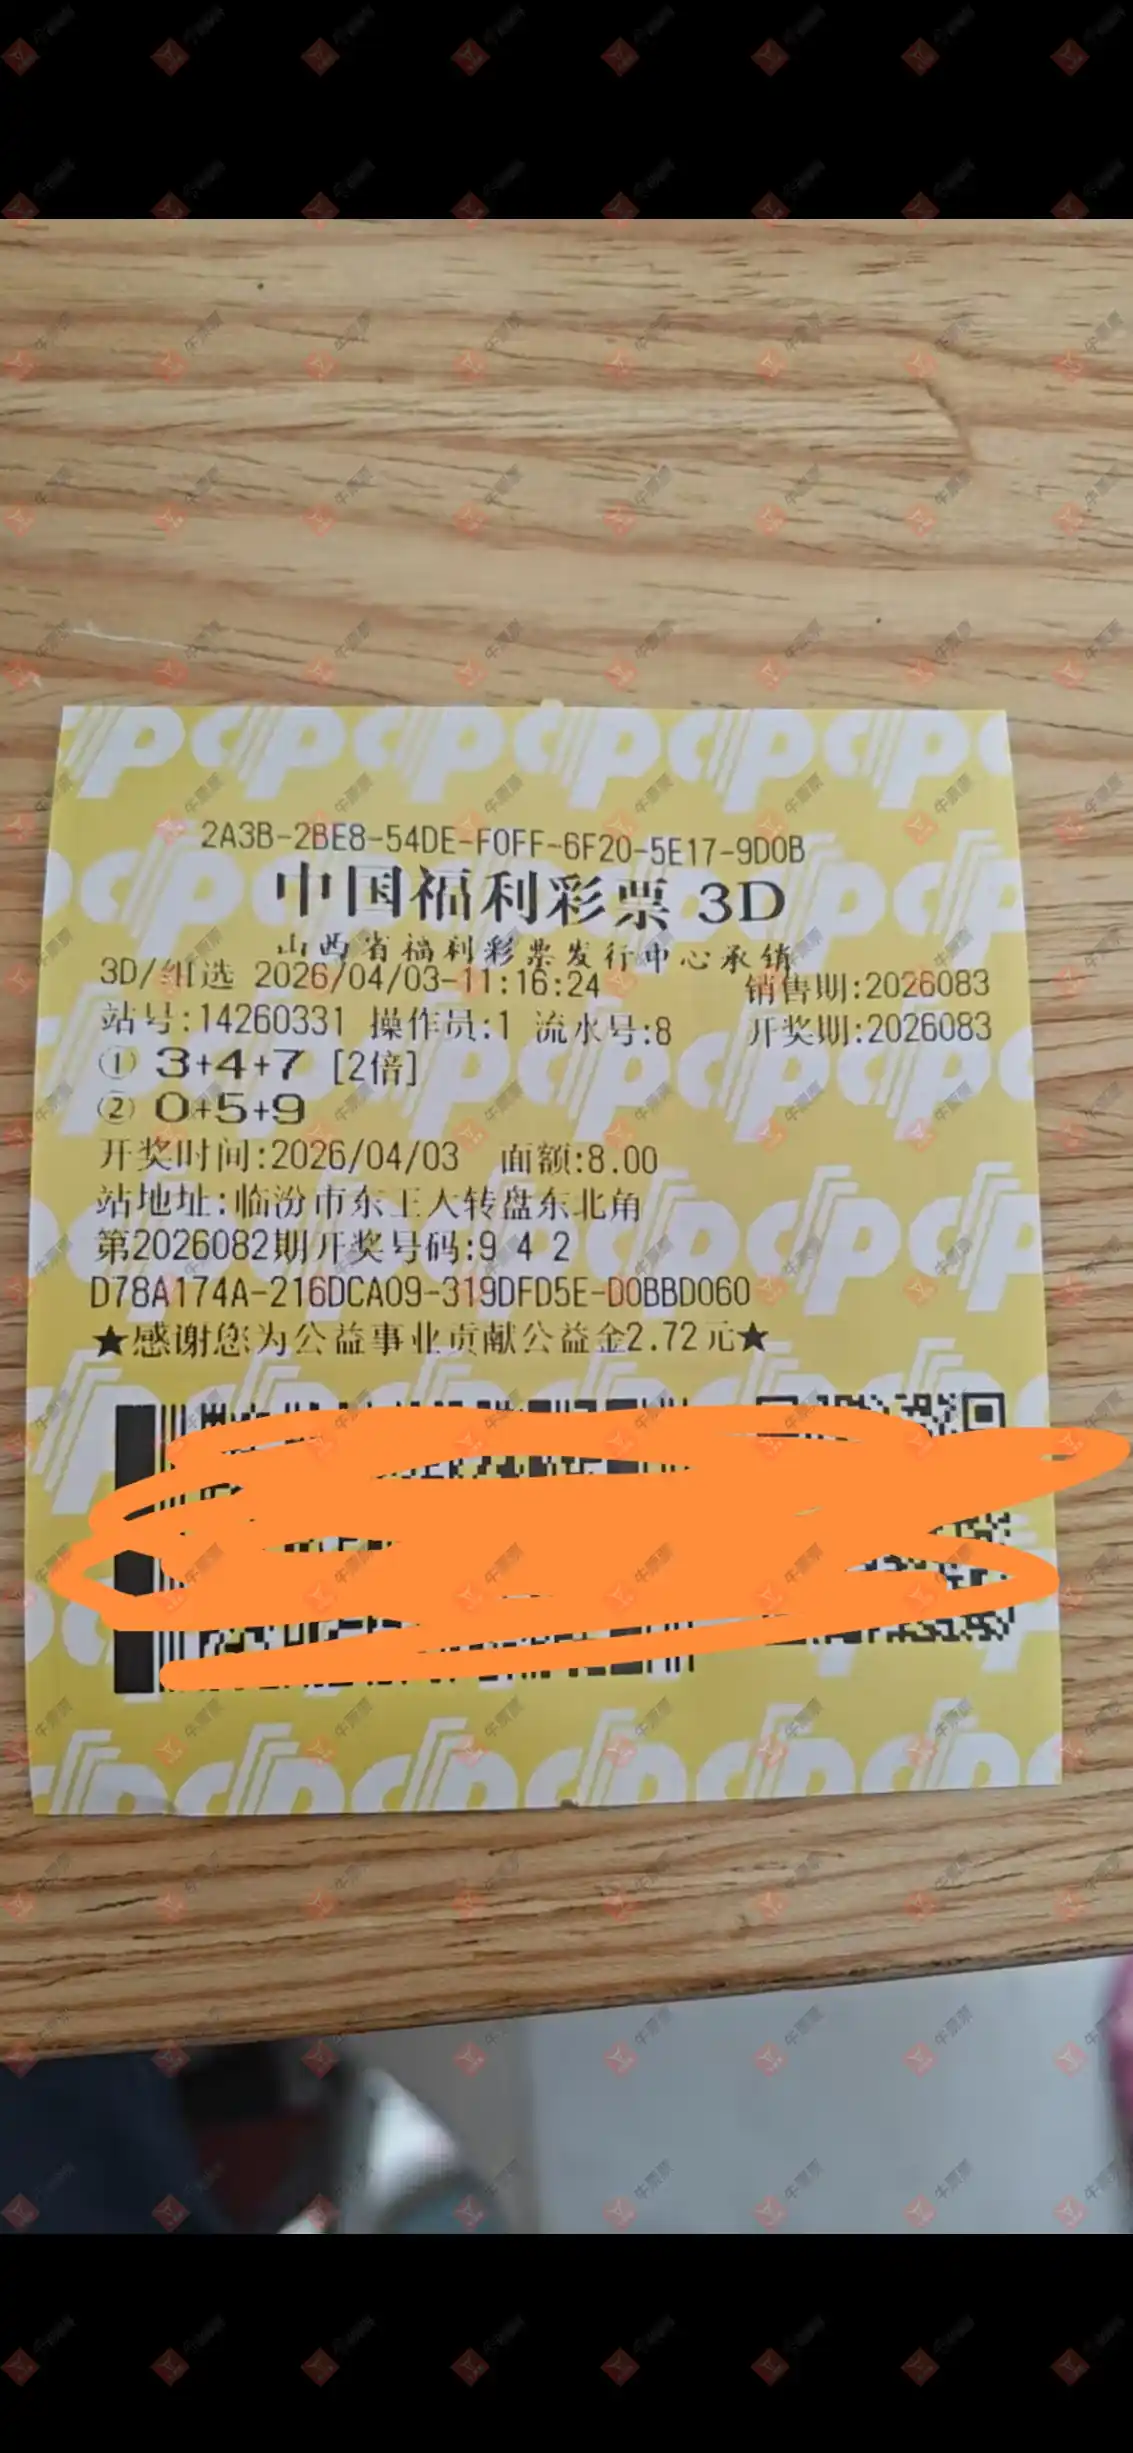 2A3B-2BE8-54DE-F0FF-6F20-5E17-9D0B
中国福利彩票 3D
山西省福利彩票发行中心承销
3D/组选 2026/04/03-11:16:24 销售期:2026083
站号:14260331 操作员:1 流水号:8 开奖期:2026083
① 3+4+7 [2倍]
② 0+5+9
开奖时间:2026/04/03 面额:8.00
站地址:临汾市东王大转盘东北角
第2026082期开奖号码:9 4 2
D78A174A-216DCA09-319DFD5E-D0BBD060
★感谢您为公益事业贡献公益金2.72元★